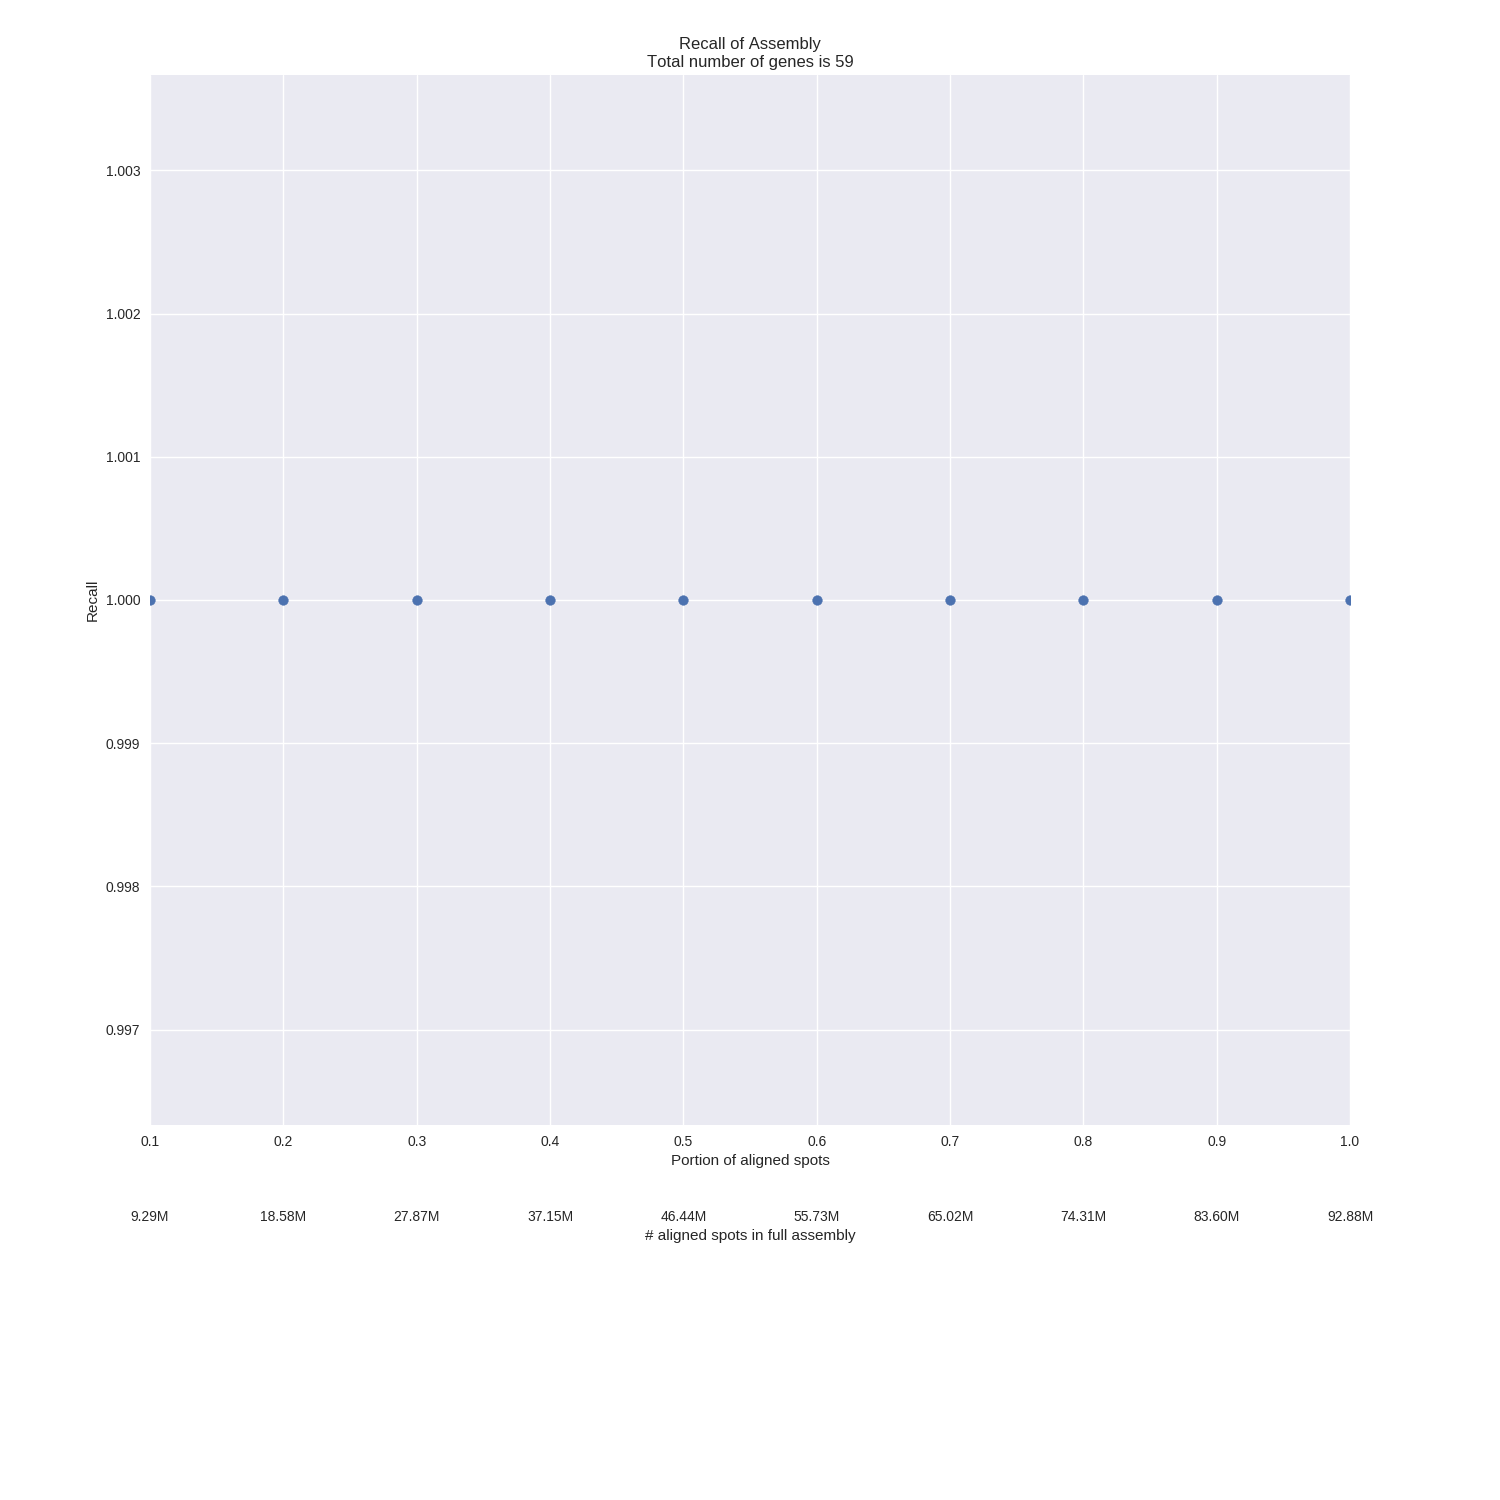 Recall of Assembly
Total number of genes is 59
1.003
1.002
1.001
1.000
0.999
0.998
0.997
Recall
0.1 0.2 0.3 0.4 0.5 0.6 0.7 0.8 0.9 1.0
Portion of aligned spots
9.29M 18.58M 27.87M 37.15M 46.44M 55.73M 65.02M 74.31M 83.60M 92.88M
# aligned spots in full assembly